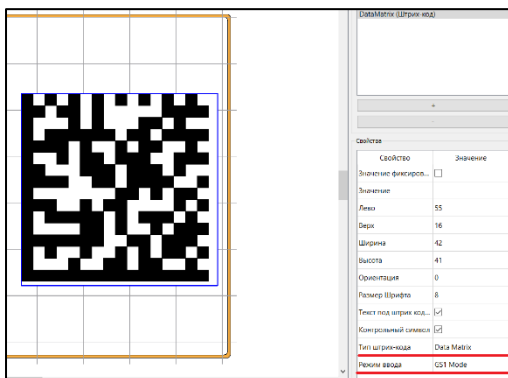 DataMatrix (Штрих-код)
+
-
Свойства
Свойство Значение
Значение фиксиров...
Значение
Лево 55
Верх 16
Ширина 42
Высота 41
Ориентация 0
Размер Шрифта 8
Текст под штрих код...
Контрольный символ
Тип штрих-кода Data Matrix
Режим ввода GS1 Mode